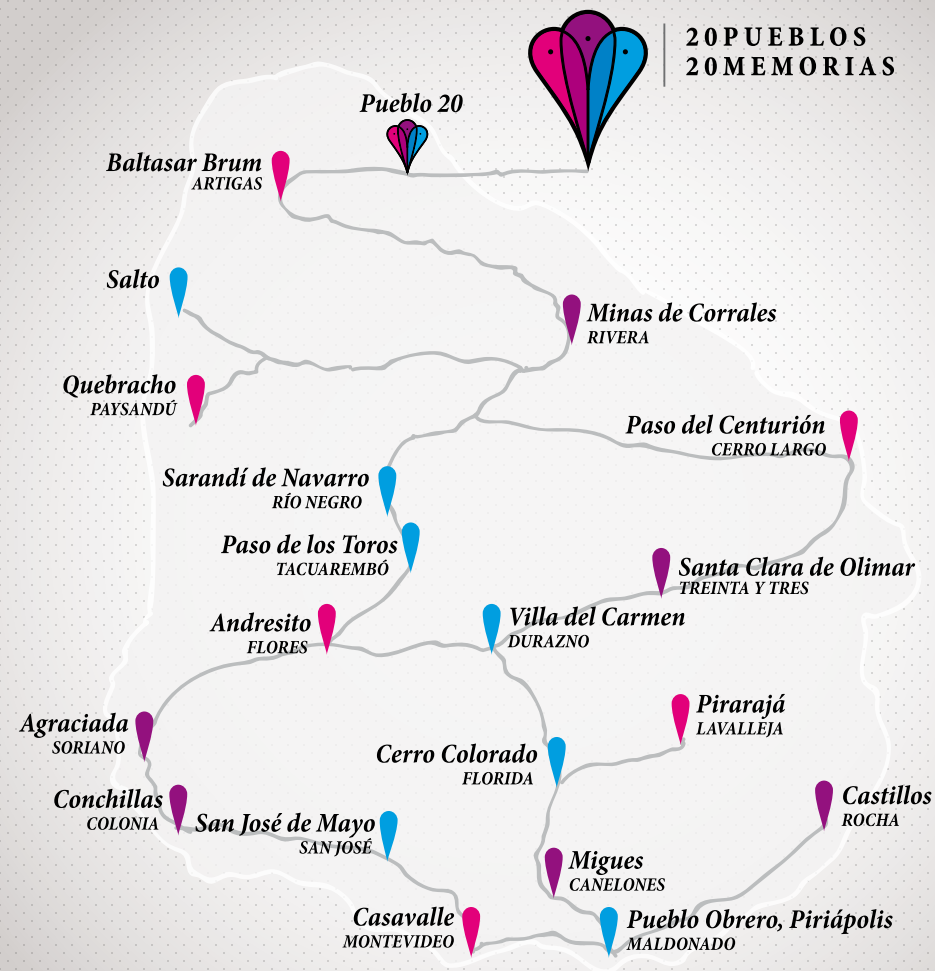 20PUEBLOS
20MEMORIAS
Pueblo 20
Baltasar Brum
ARTIGAS
Salto
Minas de Corrales
RIVERA
Quebracho
PAYSANDÚ
Paso del Centurión
CERRO LARGO
Sarandí de Navarro
RÍO NEGRO
Paso de los Toros
TACUAREMBÓ
Santa Clara de Olimar
TREINTA Y TRES
Andresito
FLORES
Villa del Carmen
DURAZNO
Pirarajá
LAVALLEJA
Agraciada
SORIANO
Cerro Colorado
FLORIDA
Conchillas
COLONIA
Castillos
ROCHA
San José de Mayo
SAN JOSÉ
Migues
CANELONES
Casavalle
MONTEVIDEO
Pueblo Obrero, Piriápolis
MALDONADO